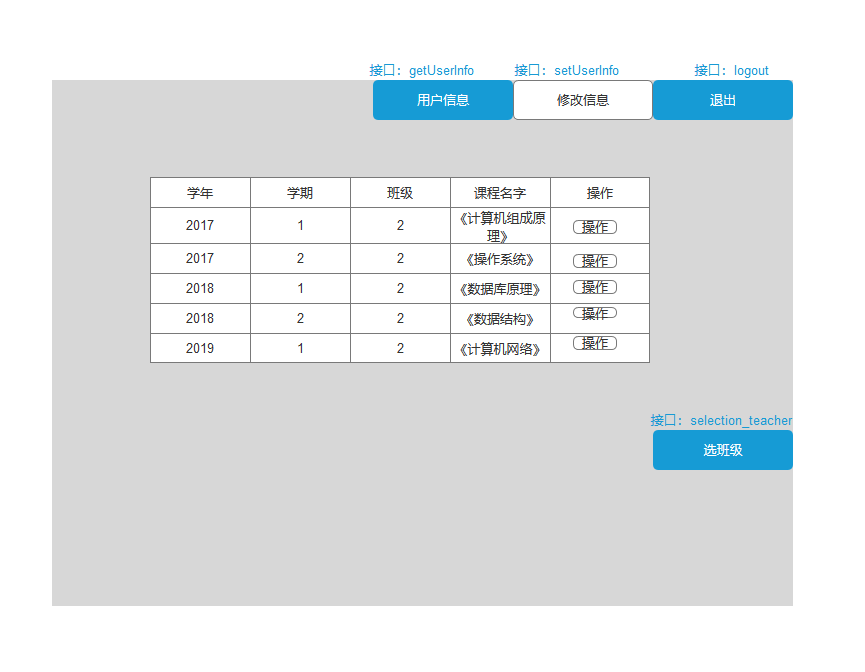 接口：getUserInfo 接口：setUserInfo 接口：logout
用户信息 修改信息 退出
学年 学期 班级 课程名字 操作
2017 1 2 《计算机组成原
理》 操作
2017 2 2 《操作系统》 操作
2018 1 2 《数据库原理》 操作
2018 2 2 《数据结构》 操作
2019 1 2 《计算机网络》 操作
接口：selection_teacher
选班级